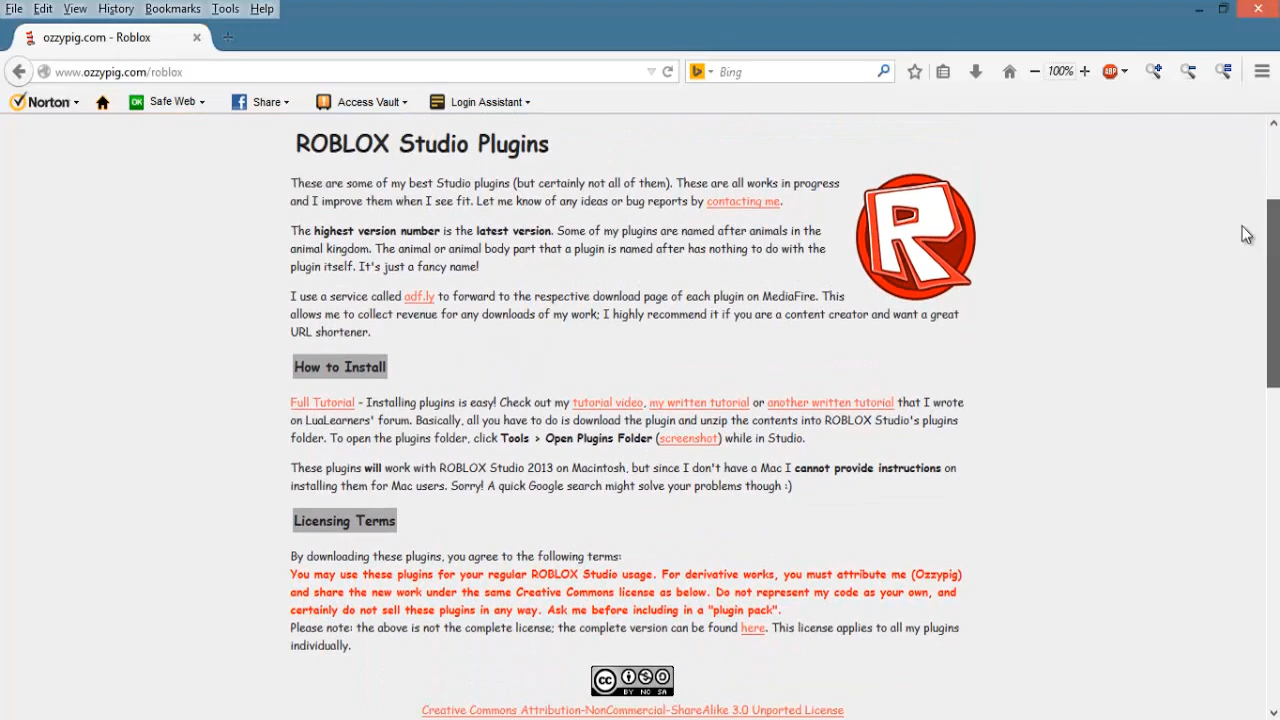 File Edit View History Bookmarks Tools Help
ozzypig.com - Roblox
www.ozzypig.com/roblox
Bing
100%
ABP
Norton
OK Safe Web
Share
Access Vault
Login Assistant
ROBLOX Studio Plugins
These are some of my best Studio plugins (but certainly not all of them). These are all works in progress
and I improve them when I see fit. Let me know of any ideas or bug reports by contacting me.
The highest version number is the latest version. Some of my plugins are named after animals in the
animal kingdom. The animal or animal body part that a plugin is named after has nothing to do with the
plugin itself. It's just a fancy name!
R
I use a service called adf.ly to forward to the respective download page of each plugin on MediaFire. This
allows me to collect revenue for any downloads of my work; I highly recommend it if you are a content creator and want a great
URL shortener.
How to Install
Full Tutorial - Installing plugins is easy! Check out my tutorial video, my written tutorial or another written tutorial that I wrote
on LuaLearners' forum. Basically, all you have to do is download the plugin and unzip the contents into ROBLOX Studio's plugins
folder. To open the plugins folder, click Tools > Open Plugins Folder (screenshot) while in Studio.
These plugins will work with ROBLOX Studio 2013 on Macintosh, but since I don't have a Mac I cannot provide instructions on
installing them for Mac users. Sorry! A quick Google search might solve your problems though :)
Licensing Terms
By downloading these plugins, you agree to the following terms:
You may use these plugins for your regular ROBLOX Studio usage. For derivative works, you must attribute me (Ozzypig)
and share the new work under the same Creative Commons license as below. Do not represent my code as your own, and
certainly do not sell these plugins in any way. Ask me before including in a "plugin pack".
Please note: the above is not the complete license; the complete version can be found here. This license applies to all my plugins
individually.
cc BY NC SA
Creative Commons Attribution-NonCommercial-ShareAlike 3.0 Unported License